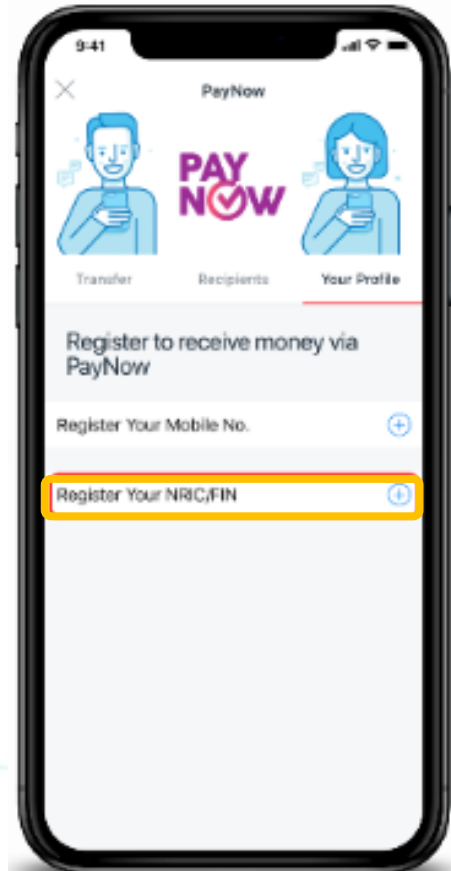 9:41
PayNow
PAY
NOW
Transfer Recipients Your Profile
Register to receive money via
PayNow
Register Your Mobile No.
Register Your NRIC/FIN